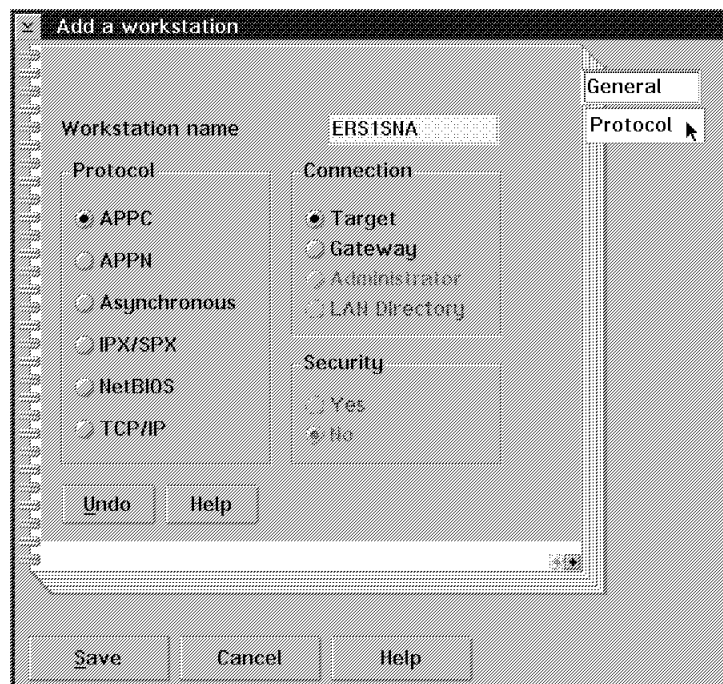 Add a workstation
General
Protocol
Workstation name ERS1SNA
Protocol
APPC
APPN
Asynchronous
IPX/SPX
NetBIOS
TCP/IP
Connection
Target
Gateway
Administrator
LAN Directory
Security
Yes
No
Undo Help
Save Cancel Help